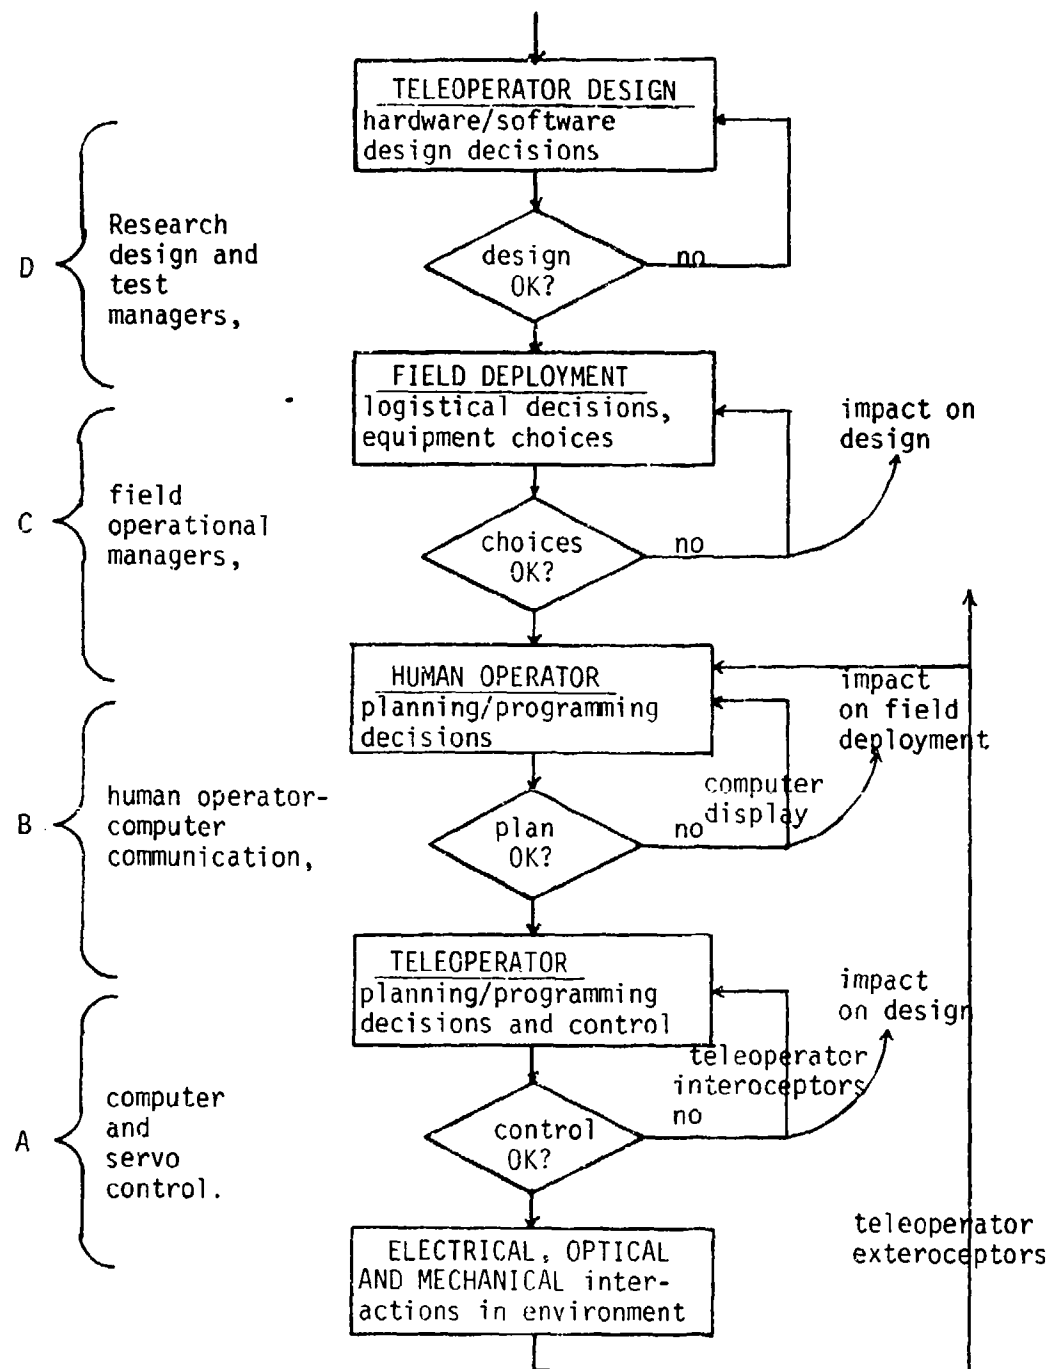 TELEOPERATOR DESIGN
hardware/software
design decisions
D
Research
design and
test
managers,
design
OK?
no
FIELD DEPLOYMENT
logistical decisions,
equipment choices
impact on
design
C
field
operational
managers,
choices
OK?
no
HUMAN OPERATOR
planning/programming
decisions
impact
on field
deployment
B
human operator-
computer
communication,
computer
display
plan
OK?
no
TELEOPERATOR
planning/programming
decisions and control
impact
on design
A
computer
and
servo
control.
teleoperator
interoceptors
no
control
OK?
teleoperator
exteroceptors
ELECTRICAL, OPTICAL
AND MECHANICAL inter-
actions in environment